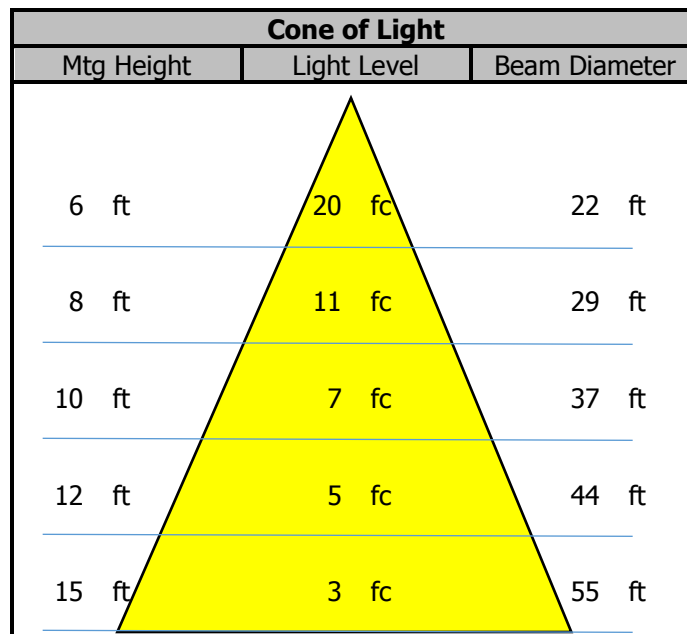 Cone of Light
Mtg Height Light Level Beam Diameter
6 ft 20 fc 22 ft
8 ft 11 fc 29 ft
10 ft 7 fc 37 ft
12 ft 5 fc 44 ft
15 ft 3 fc 55 ft